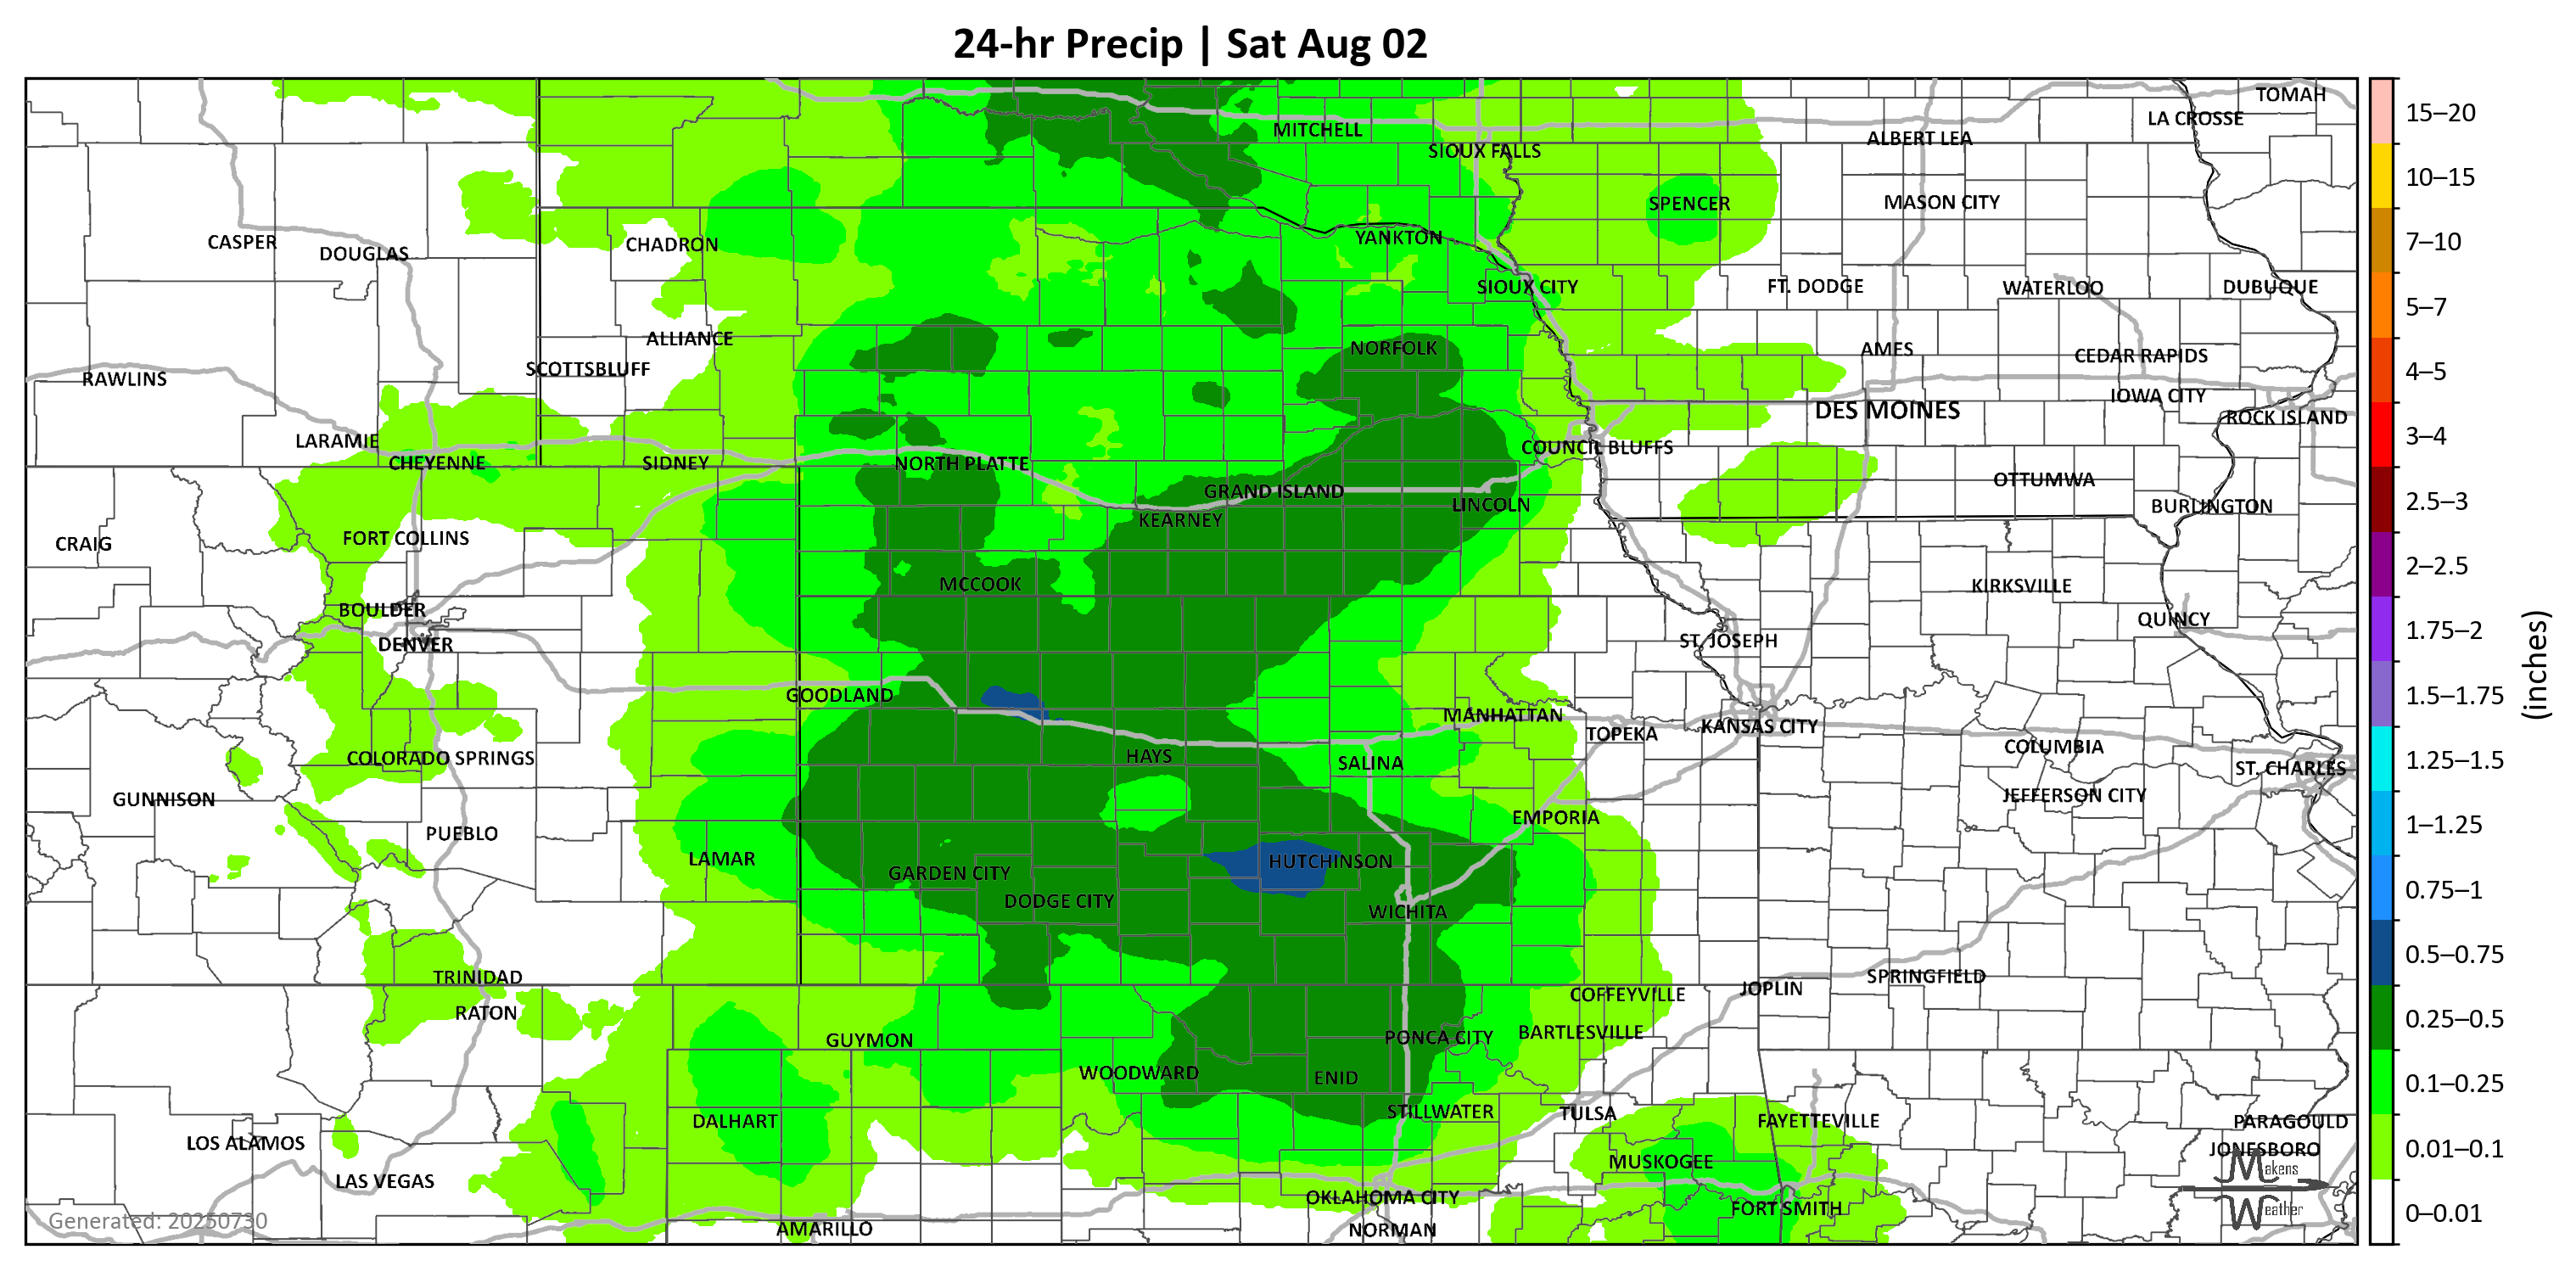 24-hr Precip | Sat Aug 02
TOMAH
LA CROSSE
MITCHELL
ALBERT LEA
SIOUX FALLS
SPENCER
MASON CITY
YANKTON
CASPER
DOUGLAS
CHADRON
SIOUX CITY
FT. DODGE
WATERLOO
DUBUQUE
ALLIANCE
NORFOLK
AMES
CEDAR RAPIDS
SCOTTSBLUFF
RAWLINS
IOWA CITY
DES MOINES
ROCK ISLAND
LARAMIE
COUNCIL BLUFFS
CHEYENNE
SIDNEY
NORTH PLATTE
OTTUMWA
GRAND ISLAND
LINCOLN
BURLINGTON
KEARNEY
FORT COLLINS
CRAIG
MCCOOK
KIRKSVILLE
BOULDER
QUINCY
DENVER
ST. JOSEPH
GOODLAND
MANHATTAN
KANSAS CITY
TOPEKA
COLUMBIA
COLORADO SPRINGS
HAYS
SALINA
ST. CHARLES
GUNNISON
JEFFERSON CITY
EMPORIA
PUEBLO
LAMAR
HUTCHINSON
GARDEN CITY
DODGE CITY
WICHITA
TRINIDAD
SPRINGFIELD
JOPLIN
COFFEYVILLE
RATON
BARTLESVILLE
GUYMON
PONCA CITY
WOODWARD
ENID
STILLWATER
TULSA
DALHART
FAYETTEVILLE
PARAGOULD
LOS ALAMOS
JONESBORO
MUSKOGEE
LAS VEGAS
OKLAHOMA CITY
FORT SMITH
AMARILLO
NORMAN
Generated: 20250730
Makens
Weather
15–20
10–15
7–10
5–7
4–5
3–4
2.5–3
2–2.5
1.75–2
1.5–1.75
1.25–1.5
1–1.25
0.75–1
0.5–0.75
0.25–0.5
0.1–0.25
0.01–0.1
0–0.01
(inches)